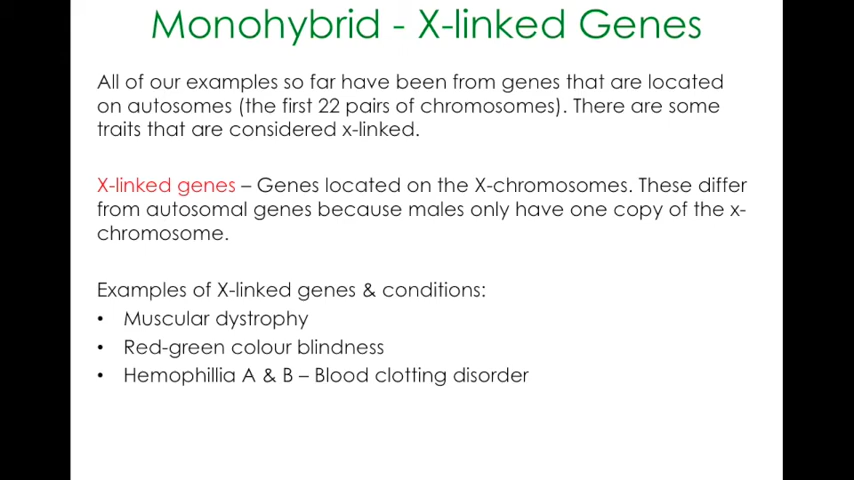 Monohybrid - X-linked Genes
All of our examples so far have been from genes that are located
on autosomes (the first 22 pairs of chromosomes). There are some
traits that are considered x-linked.
X-linked genes – Genes located on the X-chromosomes. These differ
from autosomal genes because males only have one copy of the x-
chromosome.
Examples of X-linked genes & conditions:
• Muscular dystrophy
• Red-green colour blindness
• Hemophillia A & B – Blood clotting disorder